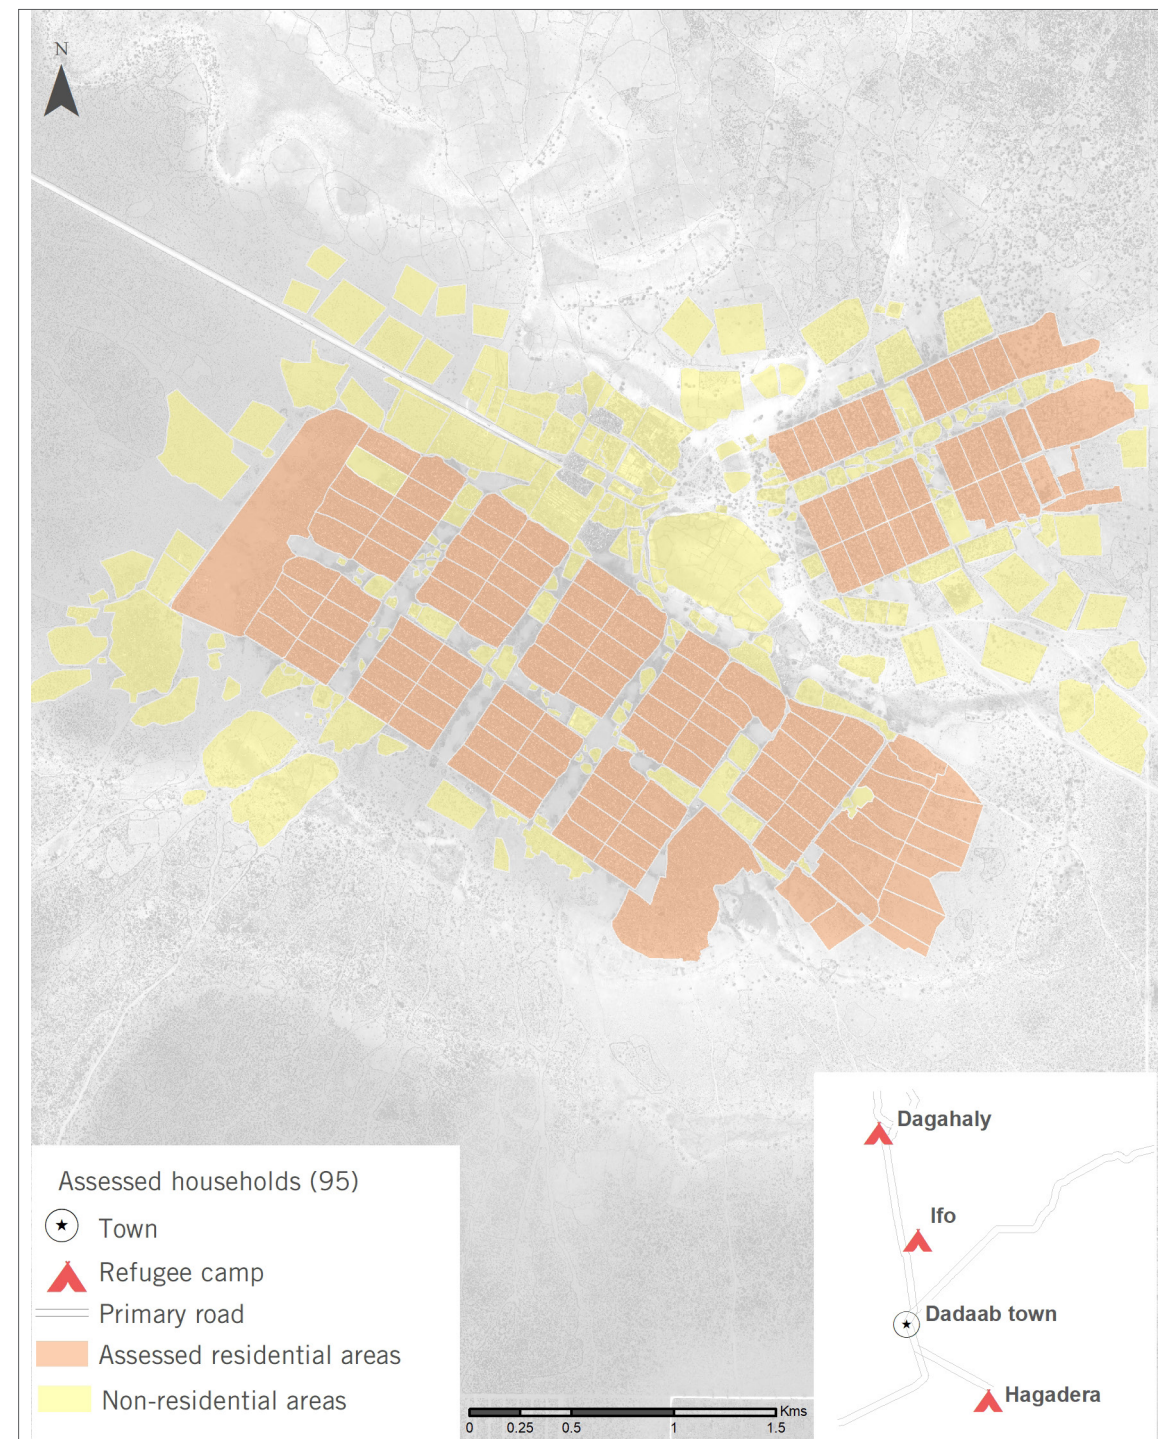 N
Dagahaly
Ifo
Dadaab town
Hagadera
Assessed households (95)
Town
Refugee camp
Primary road
Assessed residential areas
Non-residential areas
Kms
0 0.25 0.5 1 1.5